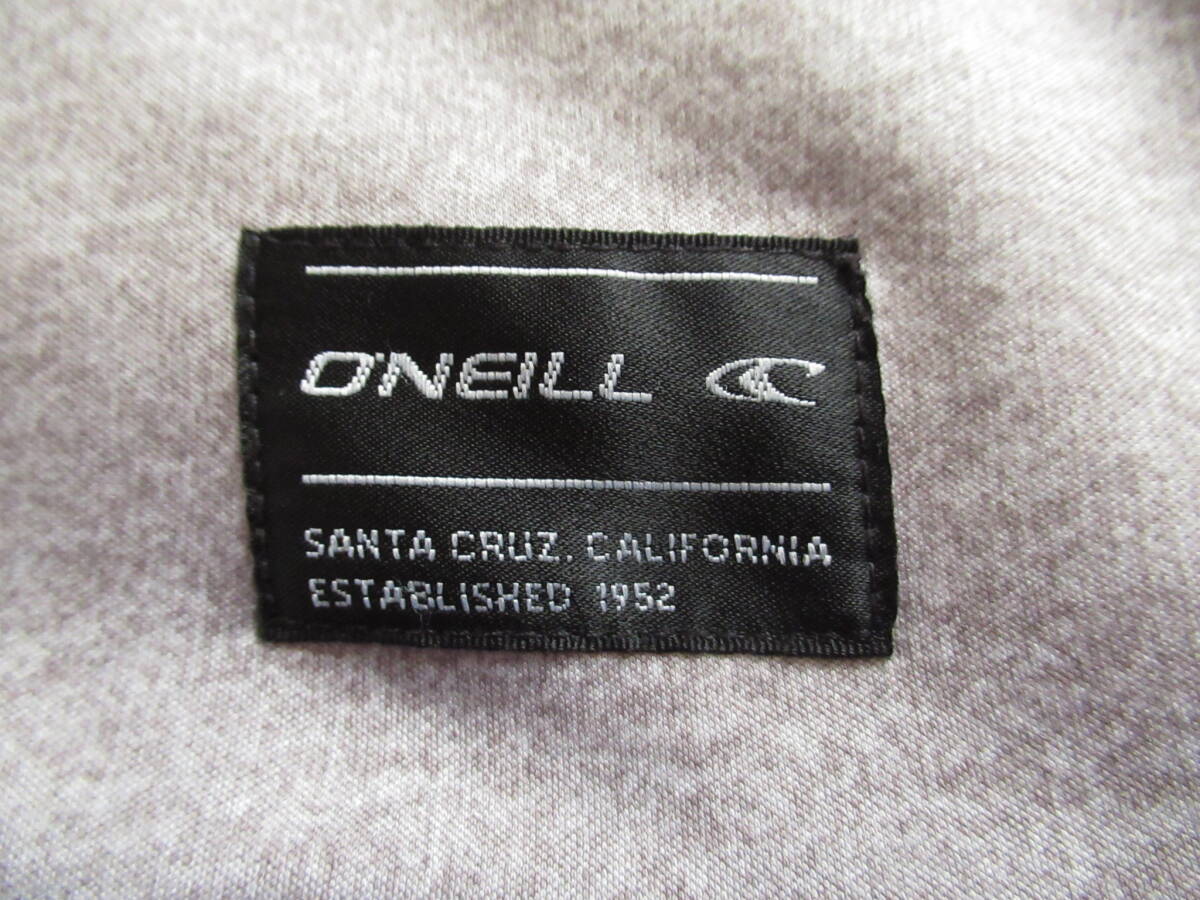 O'NEILL
SANTA CRUZ, CALIFORNIA
ESTABLISHED 1952